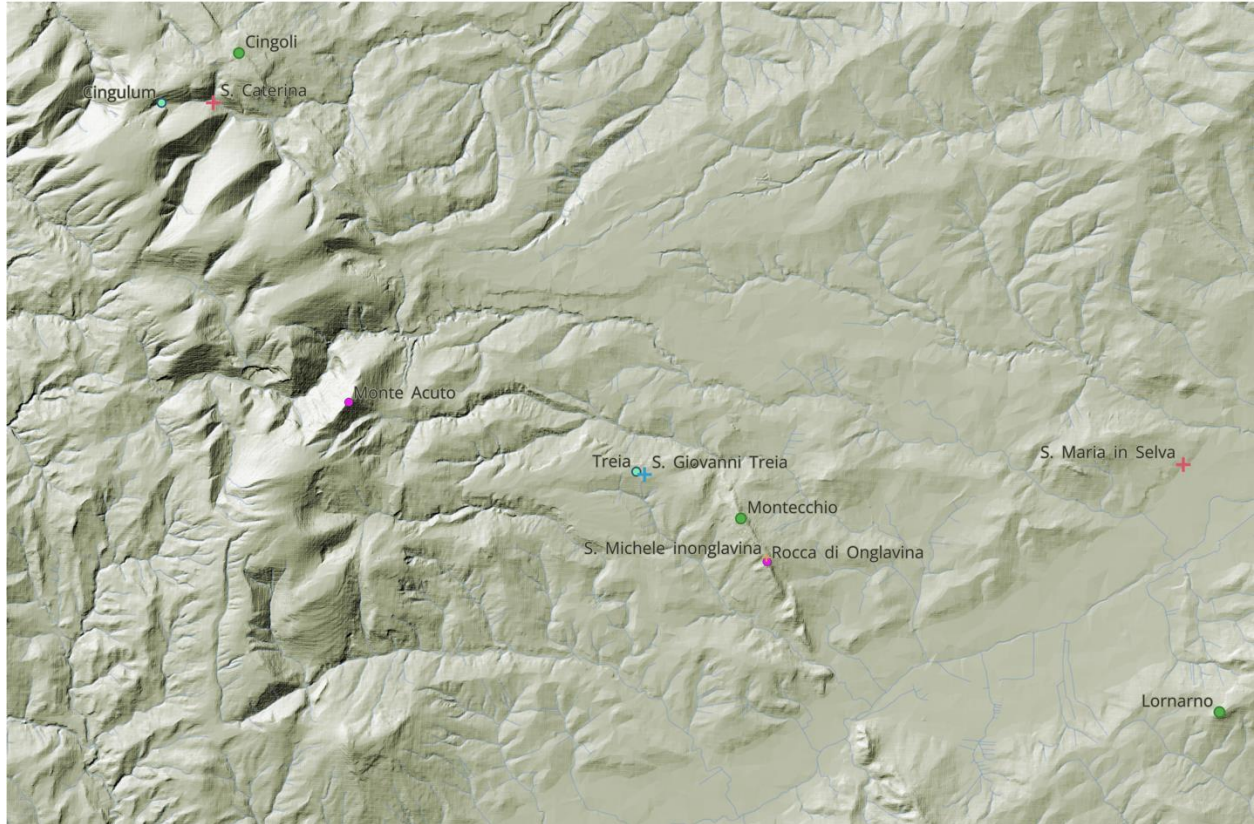 Cingoli
Cingulum
S. Caterina
Monte Acuto
S. Maria in Selva
Treia
S. Giovanni Treia
Montecchio
S. Michele inonglavina
Rocca di Onglavina
Lornarno